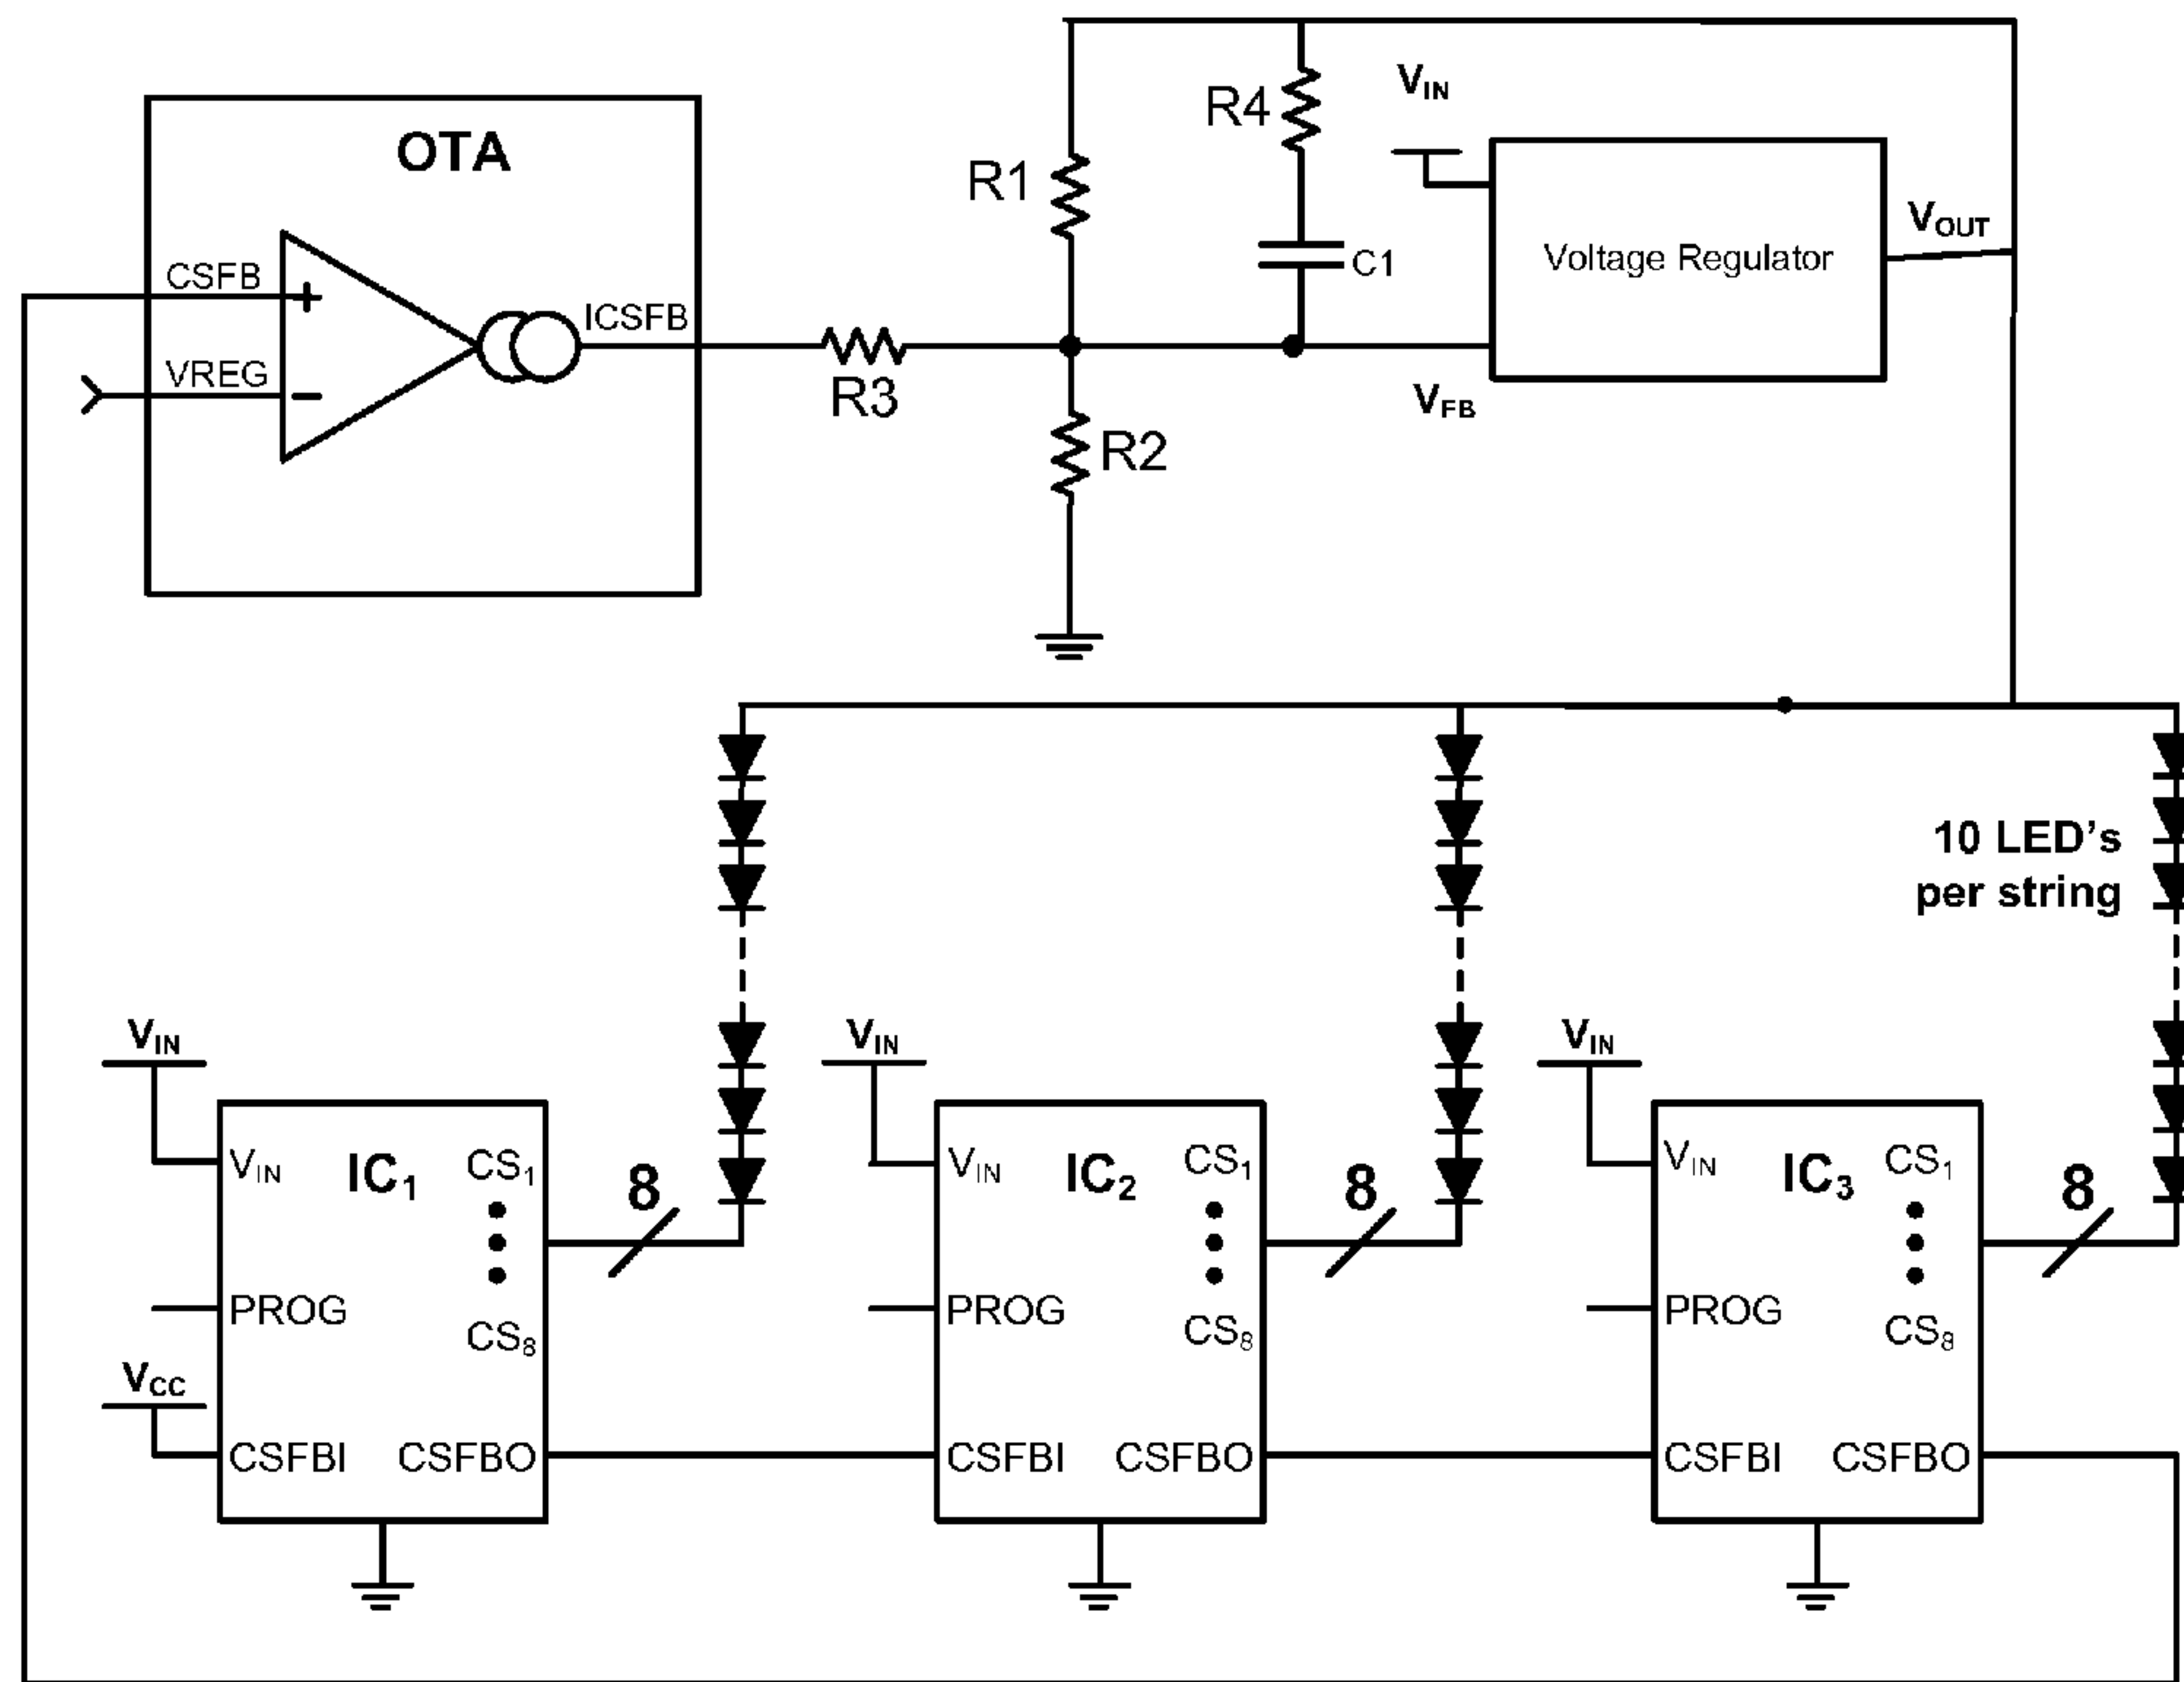 OTA
CSFB
+
VREG
−
ICSFB
R3
R1
R2
R4
C1
VIN
Voltage Regulator
VOUT
VFB
10 LED's
per string
VIN
VIN
IC1
CS1
8
PROG
CS8
VCC
CSFBI
CSFBO
VIN
VIN
IC2
CS1
8
PROG
CS8
CSFBI
CSFBO
VIN
VIN
IC3
CS1
8
PROG
CS8
CSFBI
CSFBO